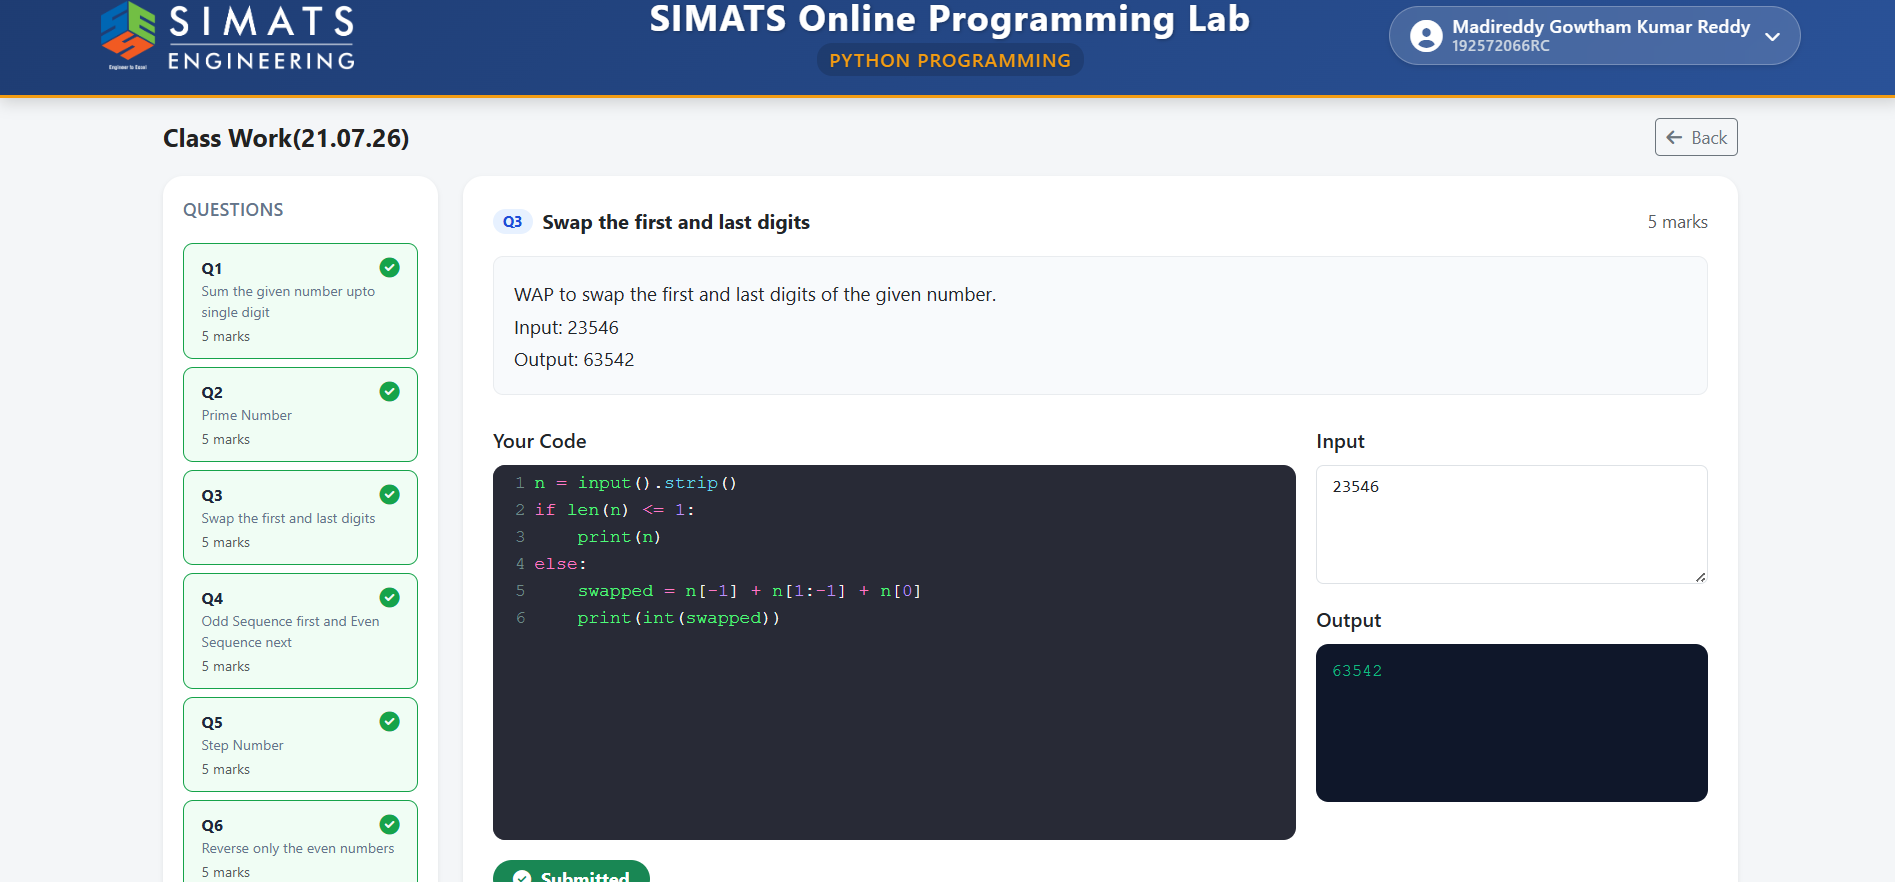 SIMATS
ENGINEERING
Engineer to Excel
SIMATS Online Programming Lab
PYTHON PROGRAMMING
Madireddy Gowtham Kumar Reddy
192572066RC
Class Work(21.07.26)
Back
QUESTIONS
Q1
Sum the given number upto
single digit
5 marks
Q2
Prime Number
5 marks
Q3
Swap the first and last digits
5 marks
Q4
Odd Sequence first and Even
Sequence next
5 marks
Q5
Step Number
5 marks
Q6
Reverse only the even numbers
5 marks
Q3 Swap the first and last digits 5 marks
WAP to swap the first and last digits of the given number.
Input: 23546
Output: 63542
Your Code
1 n = input().strip()
2 if len(n) <= 1:
3     print(n)
4 else:
5     swapped = n[-1] + n[1:-1] + n[0]
6     print(int(swapped))
Submitted
Input
23546
Output
63542